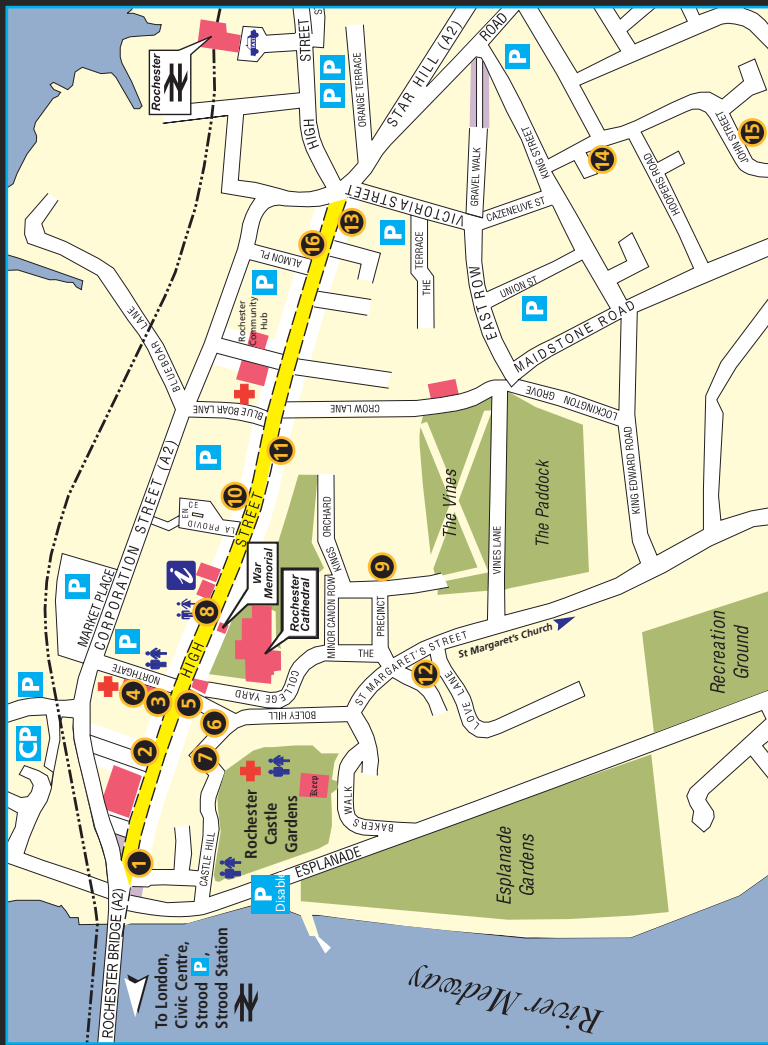 Rochester
TAXI
HIGH
STREET
S
P
P
P
ORANGE TERRACE
STAR HILL (A2)
ROAD
P
GRAVEL WALK
KING STREET
CAZENEUVE ST
14
HOOPERS ROAD
JOHN STREET
15
VICTORIA STREET
13
16
P
THE TERRACE
ALMON PL
P
Rochester
Community
Hub
EAST ROW
UNION ST
P
MAIDSTONE ROAD
BLUEBOAR LANE
BLUE BOAR LANE
CROW LANE
LOCKINGTON GROVE
KING EDWARD ROAD
CORPORATION STREET (A2)
P
11
10
LA PROVIDENCE
HIGH STREET
The Vines
The Paddock
VINES LANE
KINGS ORCHARD
War
Memorial
Rochester
Cathedral
i
8
9
MINOR CANON ROW
THE PRECINCT
MARKET PLACE
P
P
NORTHGATE
4
3
5
6
7
2
1
COLLEGE YARD
BOLEY HILL
ST MARGARET'S STREET
St Margaret's Church
12
LOVE LANE
Recreation
Ground
P
CP
Rochester
Castle
Gardens
Keep
BAKERS WALK
CASTLE HILL
ESPLANADE
P
Disable
Esplanade
Gardens
ROCHESTER BRIDGE (A2)
To London,
Civic Centre,
Strood P,
Strood Station
River Medway